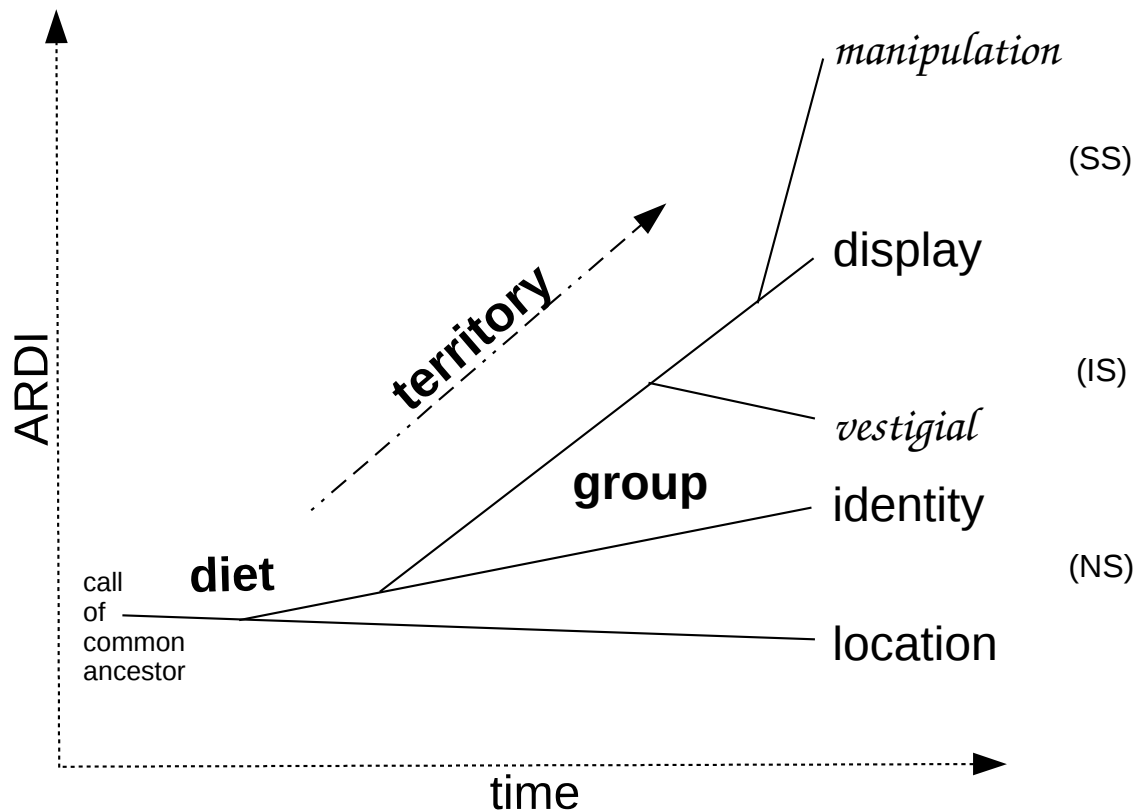 manipulation
(SS)
display
territory
ARDI
(IS)
vestigial
group
identity
diet
(NS)
call
of
common
ancestor
location
time